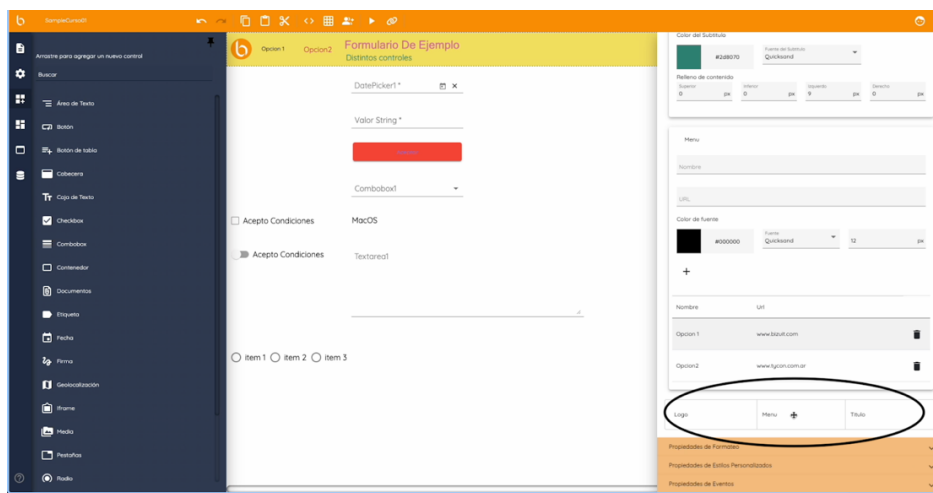 SampleCurso01
Arrastre para agregar un nuevo control
Buscar
Área de Texto
Botón
Botón de tabla
Cabecera
Caja de Texto
Checkbox
Combobox
Contenedor
Documentos
Etiqueta
Fecha
Firma
Geolocalización
Iframe
Media
Pestañas
Radio
Opcion 1
Opcion2
Formulario De Ejemplo
Distintos controles
DatePicker1 *
Valor String *
Combobox1
Acepto Condiciones
MacOS
Acepto Condiciones
Textarea1
item 1
item 2
item 3
Color del Subtitulo
#2d8070
Fuente del Subtitulo
Quicksand
Relleno de contenido
Superior
0 px
Inferior
0 px
Izquierdo
9 px
Derecho
0 px
Menu
Nombre
URL
Color de fuente
#000000
Fuente
Quicksand
12 px
Nombre Url
Opcion 1 www.bizuit.com
Opcion2 www.tycon.com.ar
Logo Menu Titulo
Propiedades de Formateo
Propiedades de Estilos Personalizados
Propiedades de Eventos